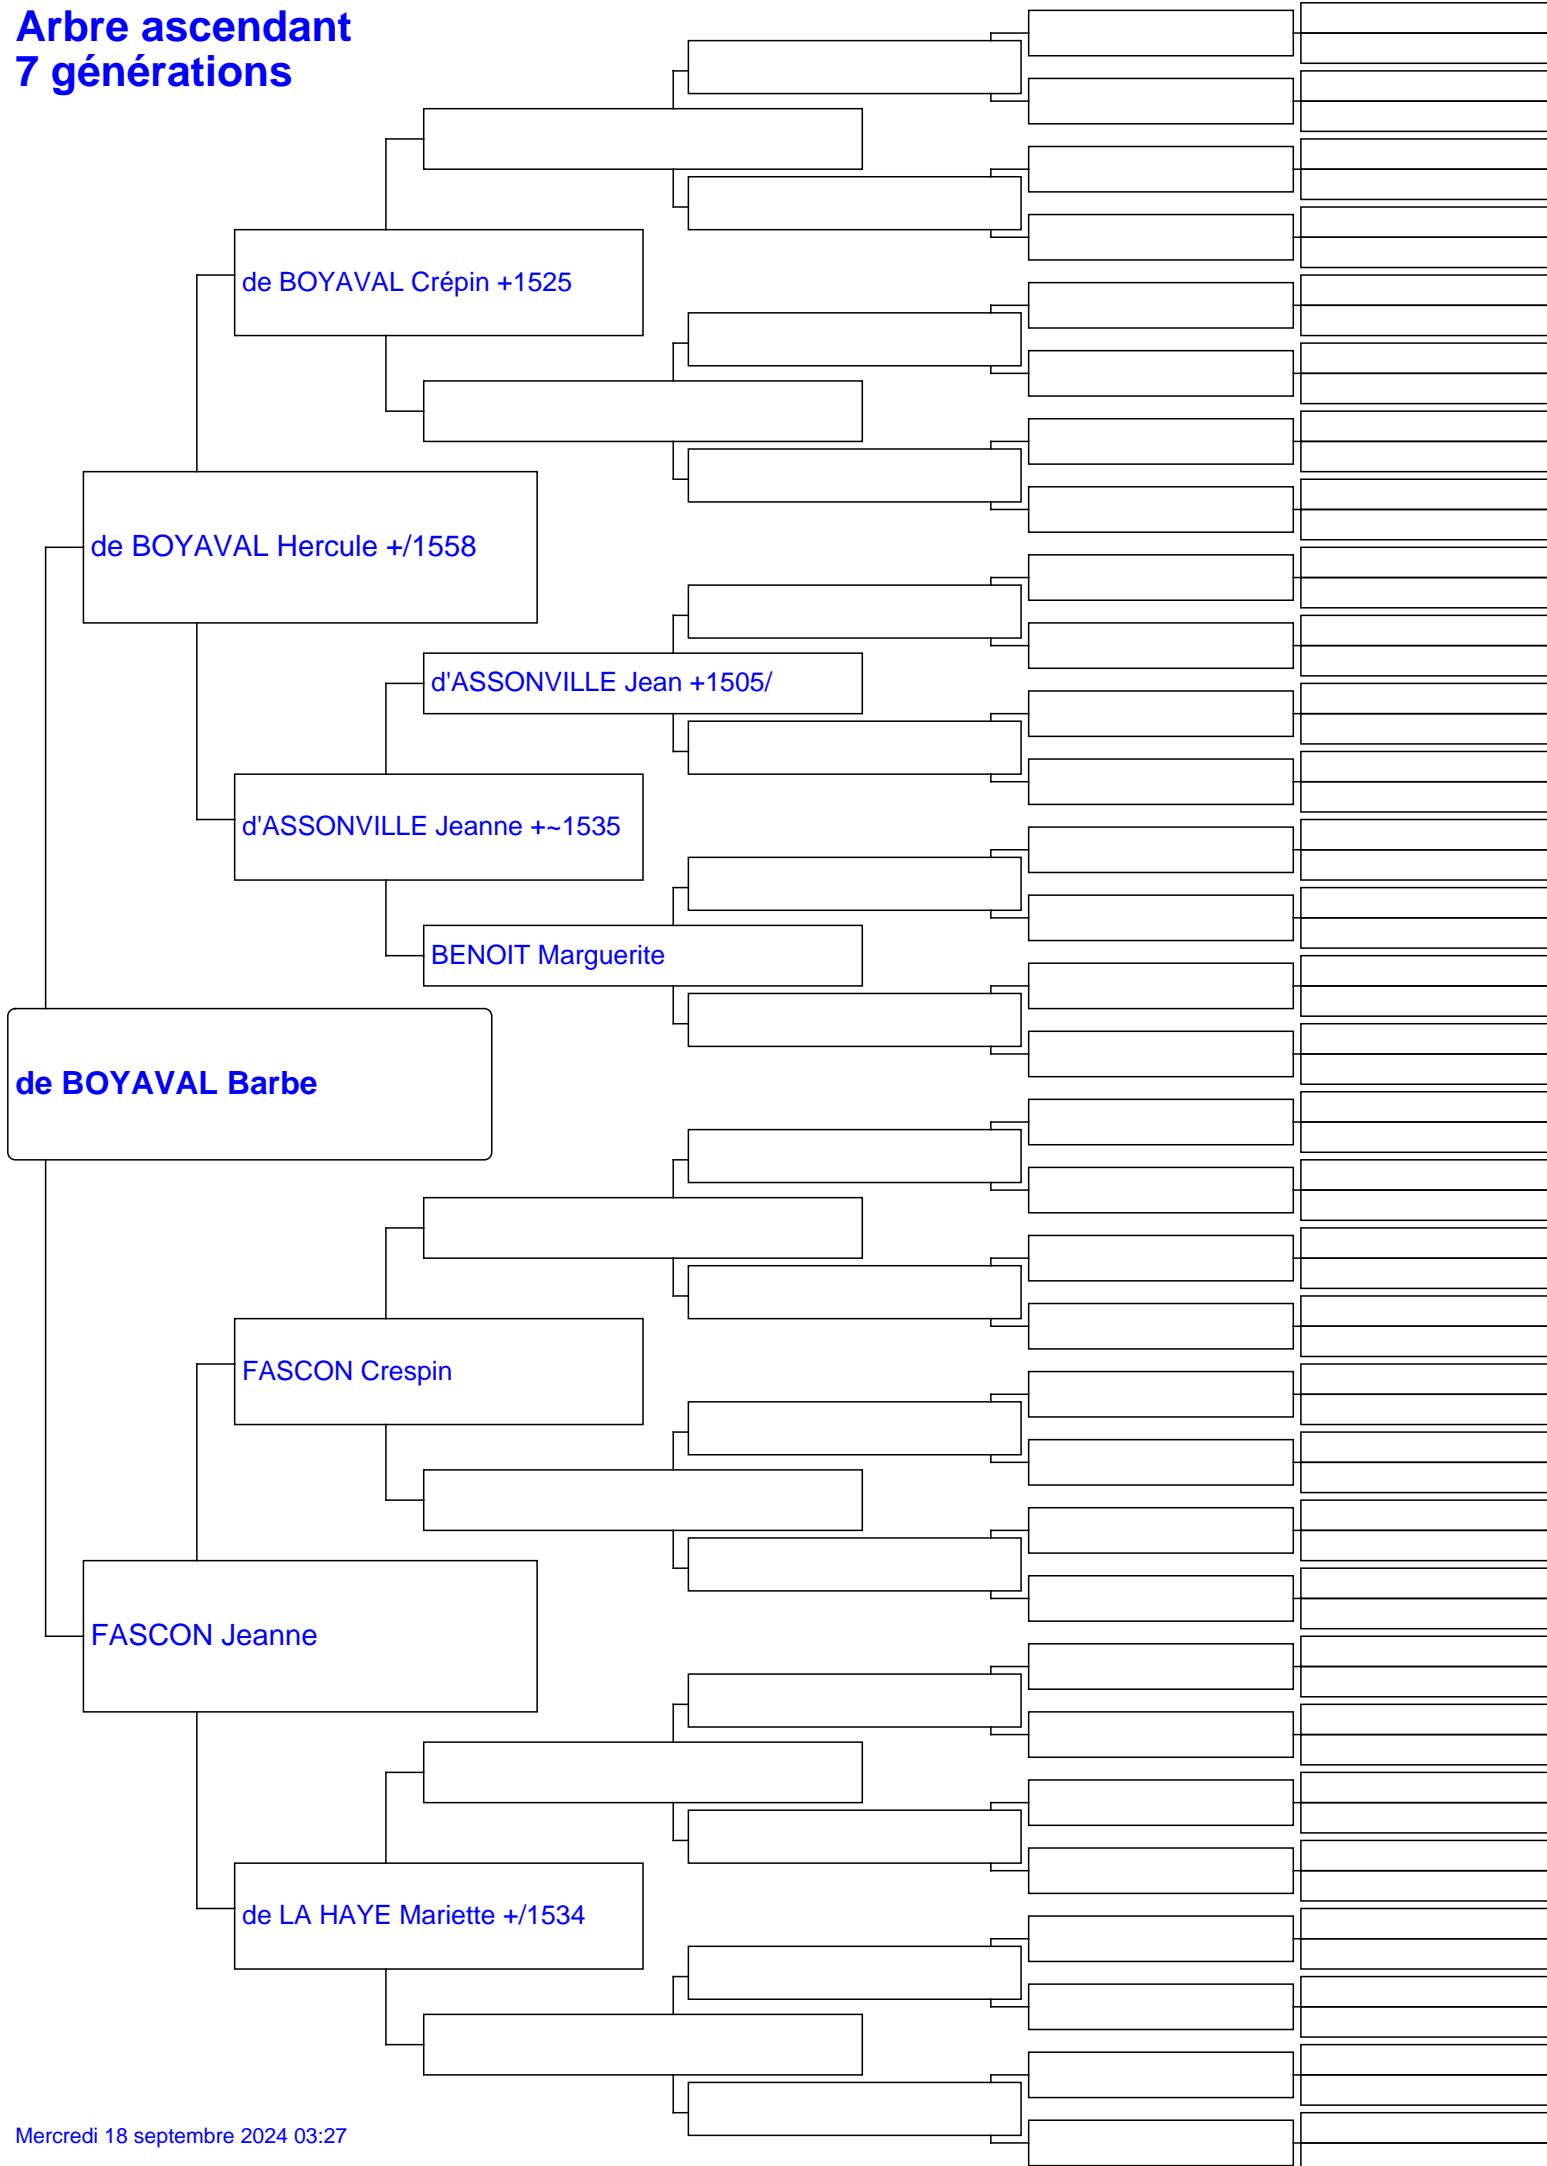 Arbre ascendant
7 générations
de BOYAVAL Crépin +1525
de BOYAVAL Hercule +/1558
d'ASSONVILLE Jean +1505/
d'ASSONVILLE Jeanne +~1535
BENOIT Marguerite
de BOYAVAL Barbe
FASCON Crespin
FASCON Jeanne
de LA HAYE Mariette +/1534
Mercredi 18 septembre 2024 03:27